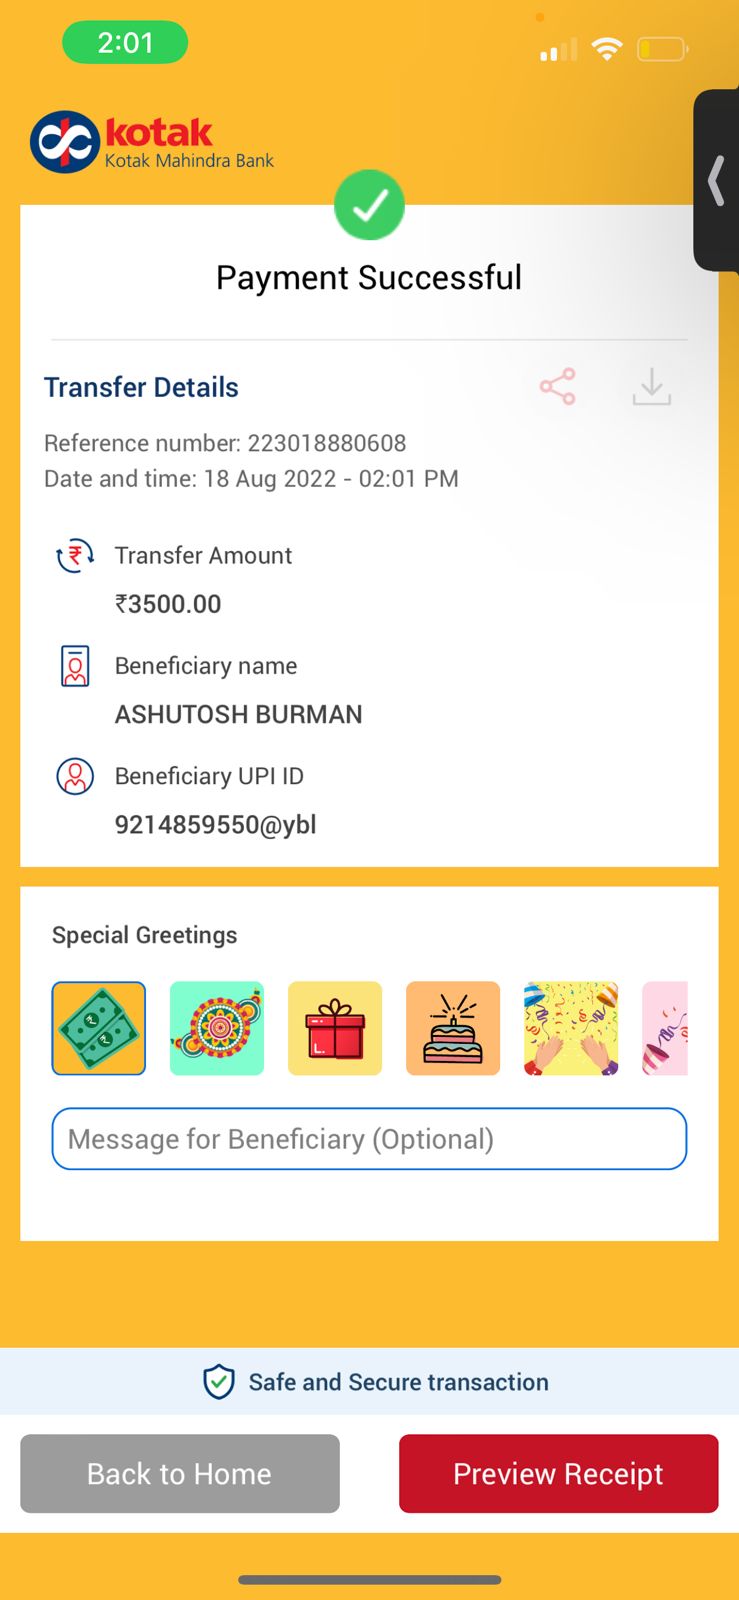 2:01
kotak
Kotak Mahindra Bank
Payment Successful
Transfer Details
Reference number: 223018880608
Date and time: 18 Aug 2022 - 02:01 PM
Transfer Amount
₹3500.00
Beneficiary name
ASHUTOSH BURMAN
Beneficiary UPI ID
9214859550@ybl
Special Greetings
Message for Beneficiary (Optional)
Safe and Secure transaction
Back to Home
Preview Receipt